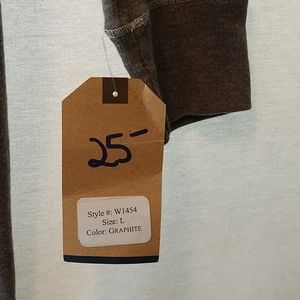 25-
Style #: W1454
Size: L
Color: GRAPHITE